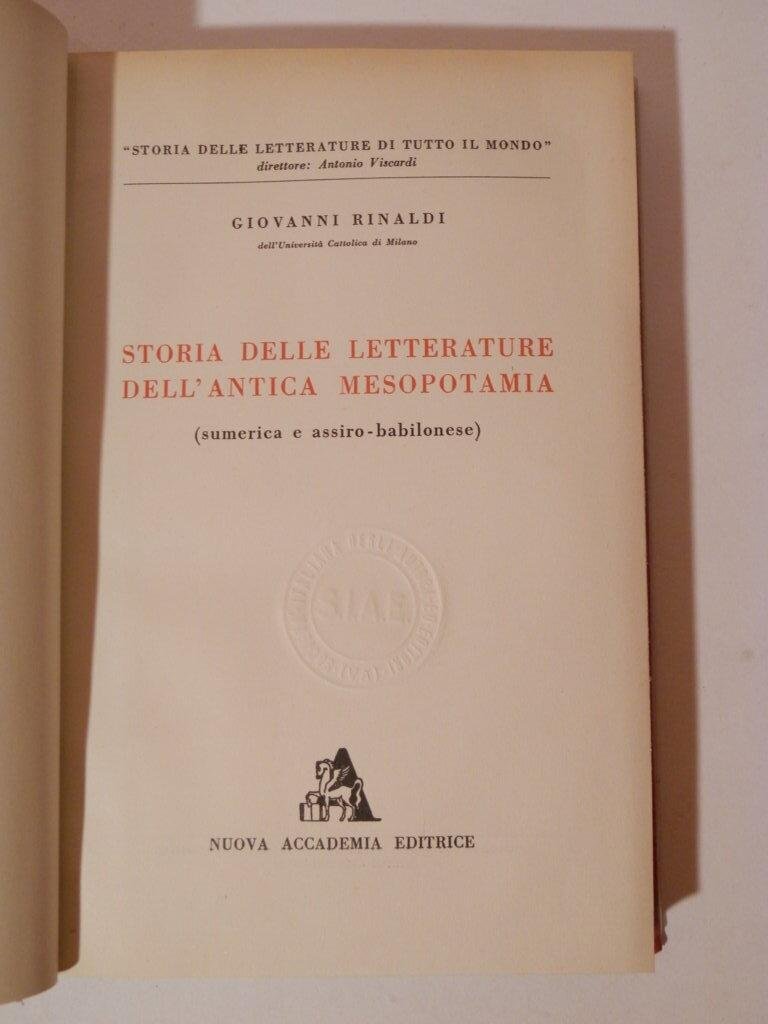 "STORIA DELLE LETTERATURE DI TUTTO IL MONDO"
direttore: Antonio Viscardi
GIOVANNI RINALDI
dell'Università Cattolica di Milano
STORIA DELLE LETTERATURE
DELL'ANTICA MESOPOTAMIA
(sumerica e assiro-babilonese)
DEGLI
S.I.A.E.
NUOVA ACCADEMIA EDITRICE